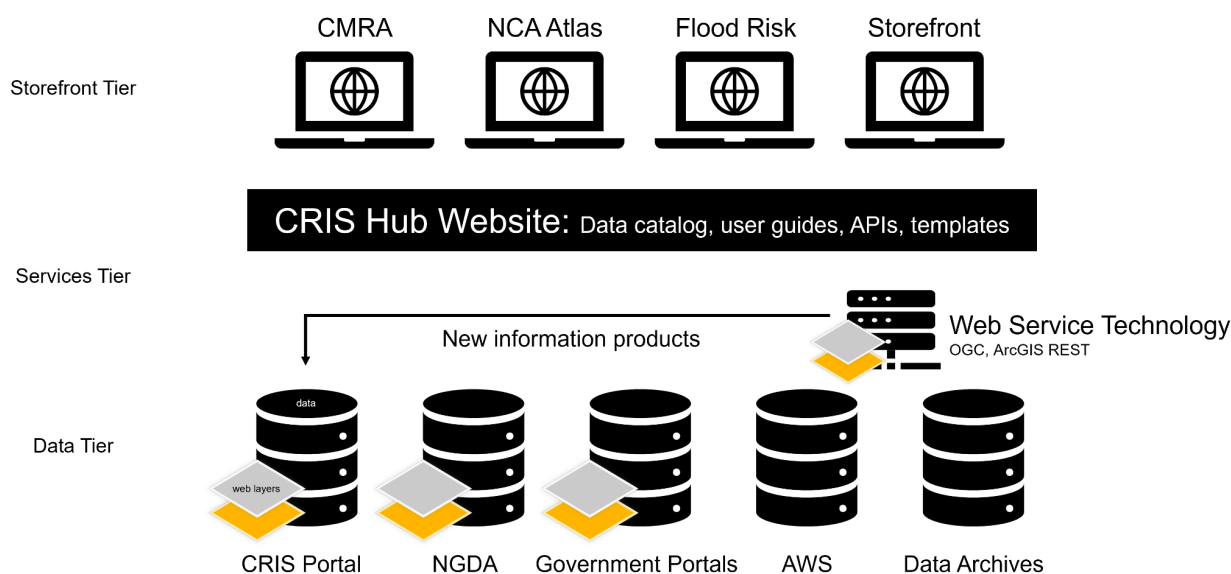 CMRA
NCA Atlas
Flood Risk
Storefront
Storefront Tier
CRIS Hub Website: Data catalog, user guides, APIs, templates
Services Tier
New information products
Web Service Technology
OGC, ArcGIS REST
data
Data Tier
web layers
CRIS Portal
NGDA
Government Portals
AWS
Data Archives